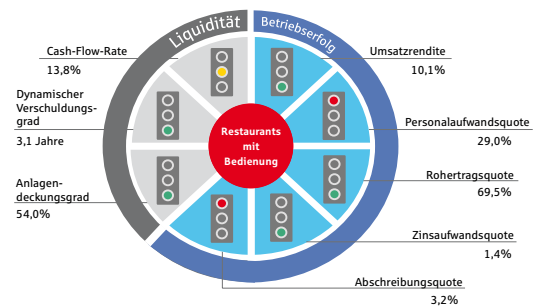 Liquidität
Betriebserfolg
Cash-Flow-Rate
13,8%
Umsatzrendite
10,1%
Dynamischer
Verschuldungs-
grad
3,1 Jahre
Personalaufwandsquote
29,0%
Restaurants
mit
Bedienung
Anlagen-
deckungsgrad
54,0%
Rohertragsquote
69,5%
Zinsaufwandsquote
1,4%
Abschreibungsquote
3,2%